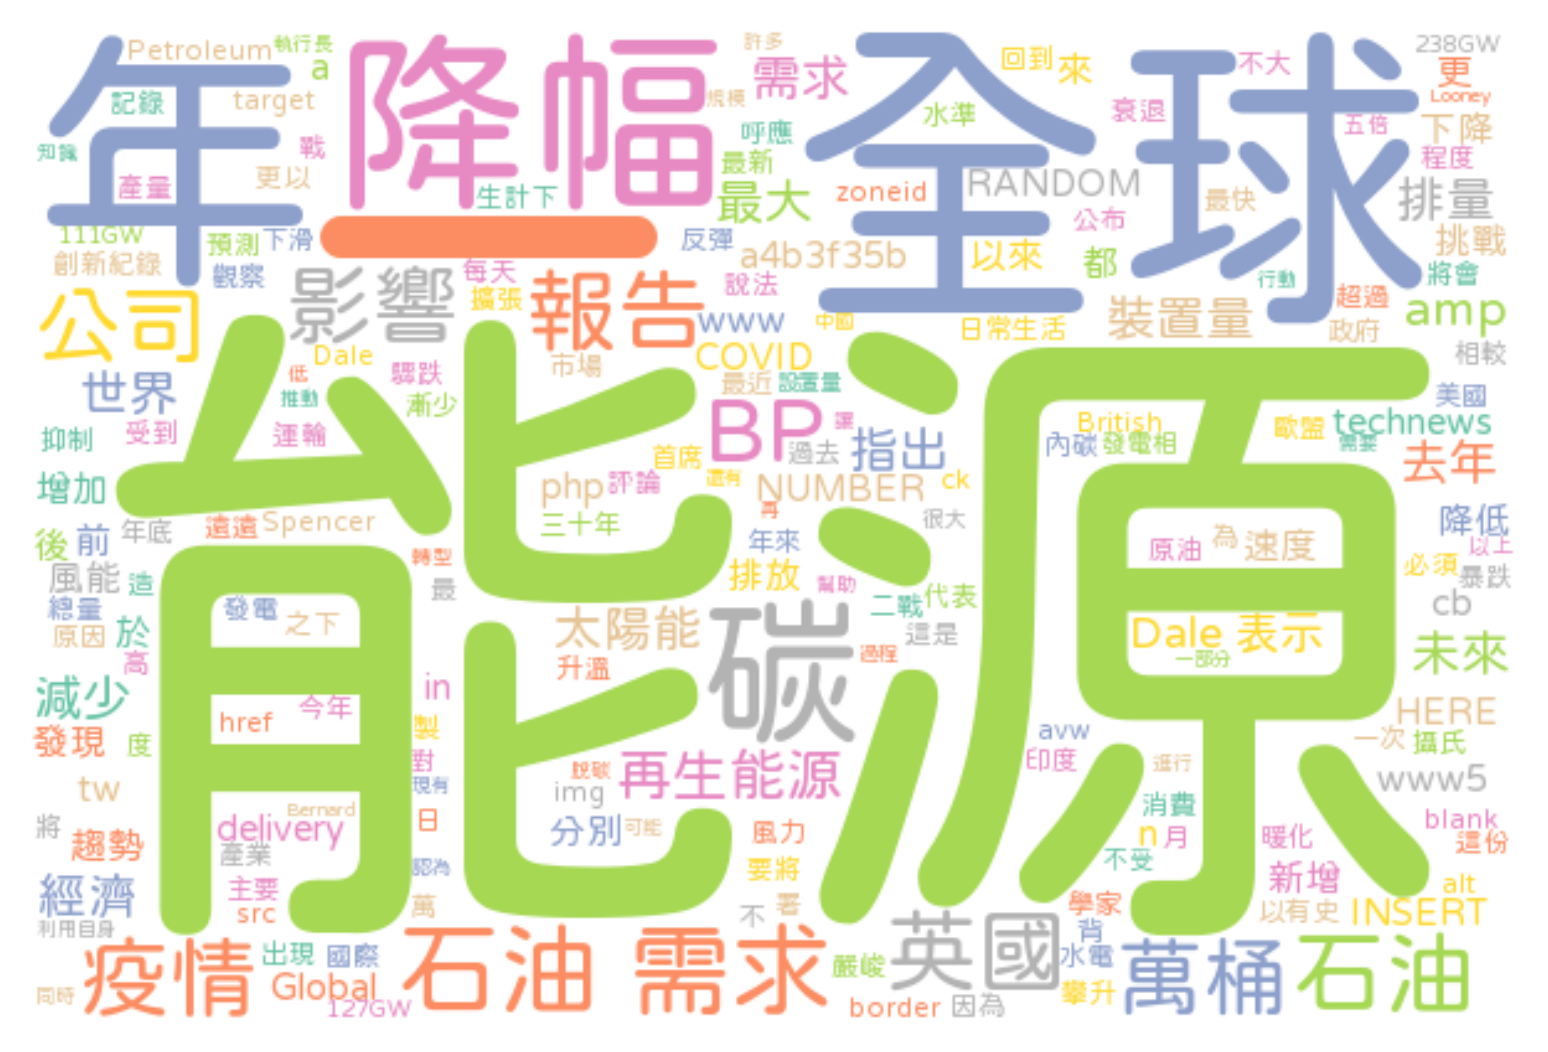 年
降幅
全球
Petroleum
執行長
a
許多
需求
回到
來
不大
238GW
更
Looney
記錄
target
規模
水準
衰退
五倍
下降
知識
戰
呼應
程度
產量
更以
生計下
最新
最大
zoneid
RANDOM
最快
排量
一
公布
111GW
預測
下滑
反彈
a4b3f35b
以來
都
挑戰
創新紀錄
觀察
影響
每天
報告
說法
行動
將會
公司
擴張
www
中國
日常生活
裝置量
超過
政府
amp
Dale
市場
COVID
相較
世界
低
驟跌
最近
設置量
美國
推動
漸少
BP
讓
British
歐盟
technews
抑制
受到
運輸
過去
指出
內碳
發電相
需要
去年
能源
首席
增加
php
評論
還有
NUMBER
ck
年底
遠遠
Spencer
三十年
再
很大
降低
後
前
年來
原油
為
速度
以上
風能
造
轉型
最
排放
幫助
必須
暴跌
總量
發電
之下
二戰
代表
cb
原因
於
太陽能
碳
這是
Dale 表示
未來
高
升溫
過程
一部分
減少
in
href
今年
製
HERE
發現
度
對
avw
一次
攝氏
tw
脫碳
再生能源
印度
進行
www5
現有
img
Bernard
delivery
日
分別
可能
風力
消費
n
月
暖化
blank
將
趨勢
產業
這份
認為
要將
不受
經濟
主要
新增
alt
src
萬
不
署
學家
以有史
INSERT
利用自身
英國
背
疫情
出現
國際
石油 需求
嚴峻
水電
萬桶
石油
同時
Global
127GW
border
因為
攀升